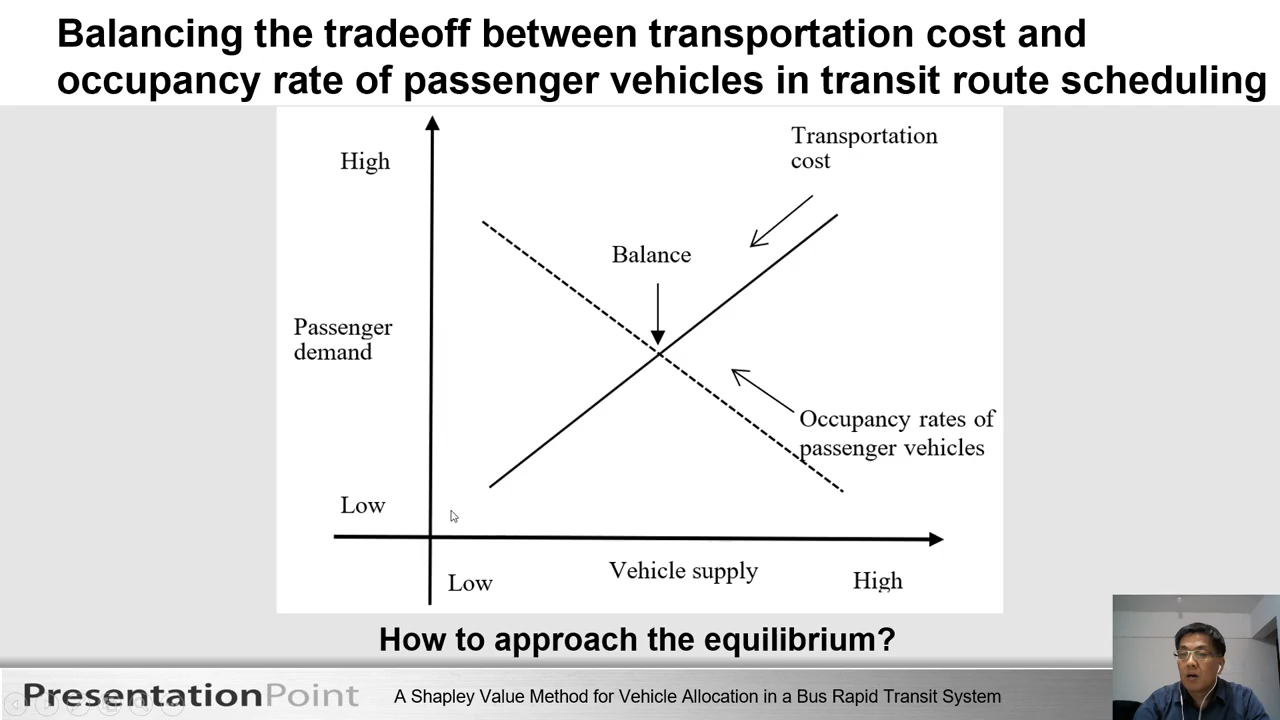 Balancing the tradeoff between transportation cost and
occupancy rate of passenger vehicles in transit route scheduling
High
Transportation
cost
Balance
Passenger
demand
Occupancy rates of
passenger vehicles
Low
Vehicle supply
Low
High
How to approach the equilibrium?
PresentationPoint
A Shapley Value Method for Vehicle Allocation in a Bus Rapid Transit System